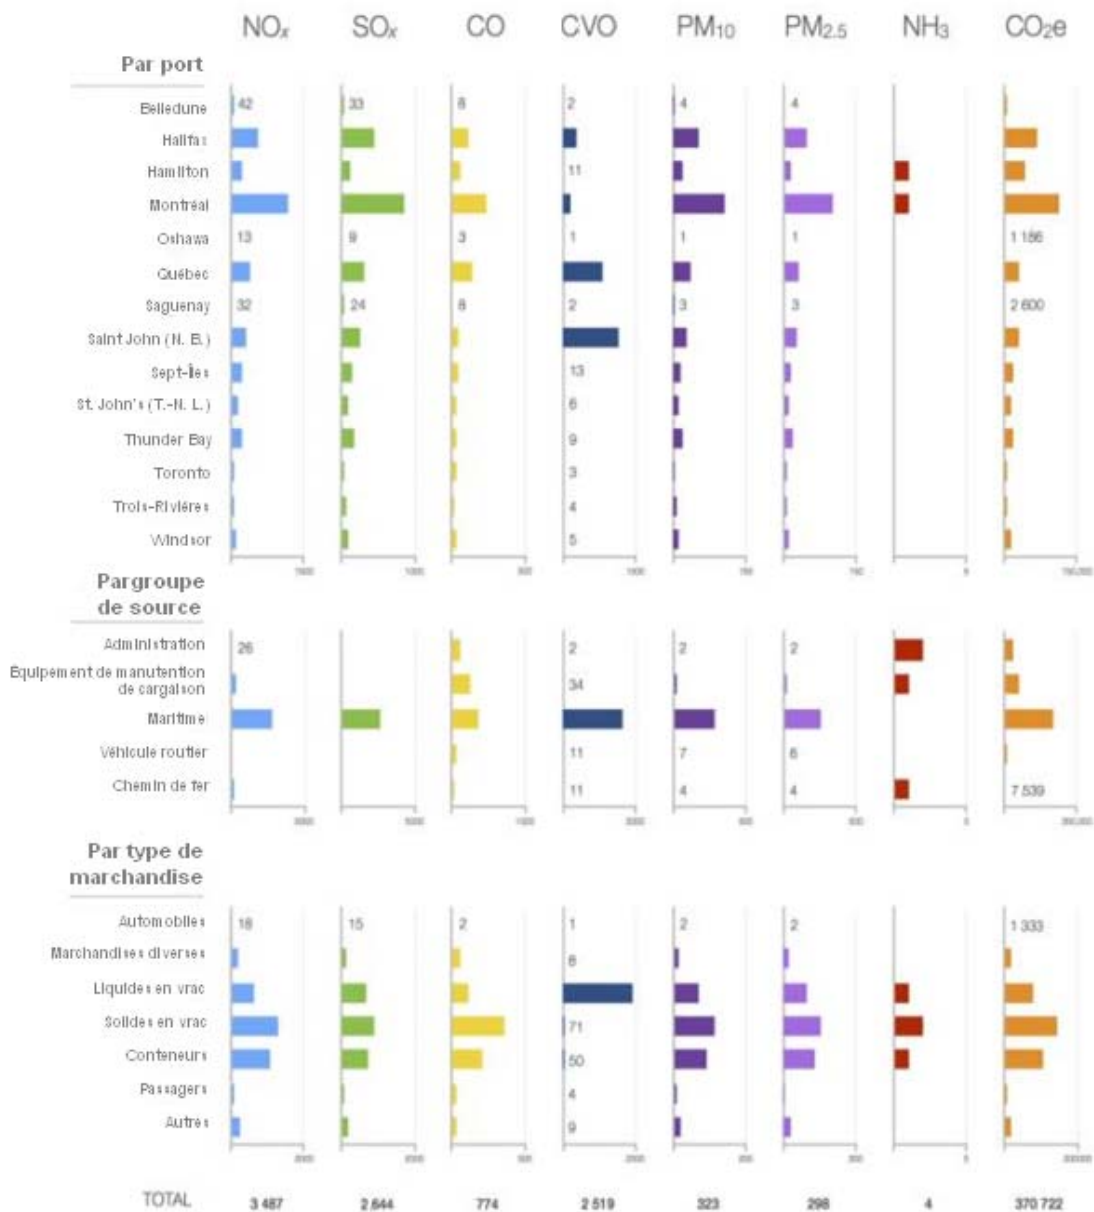 NOx SOx CO CVO PM10 PM2.5 NH3 CO2e
Par port
Belledune 42 33 6 2 4 4
Halifax
Hamilton 11
Montréal
Oshawa 13 9 3 1 1 1 1 186
Québec
Saguenay 32 24 8 2 3 3 2 600
Saint John (N. B.)
Sept-Îles 13
St. John's (T.-N. L.) 6
Thunder Bay 9
Toronto 3
Trois-Rivières 4
Windsor 5
Pargroupe
de source
Administration 26 2 2 2
Équipement de manutention
de cargaison 34
Maritime
Véhicule routier 11 7 6
Chemin de fer 11 4 4 7 539
Par type de
marchandise
Automobiles 18 15 2 1 2 2 1 333
Marchandises diverses 8
Liquides en vrac
Solides en vrac 71
Conteneurs 50
Passagers 4
Autres 9
TOTAL 3 487 2 644 774 2 519 323 298 4 370 722